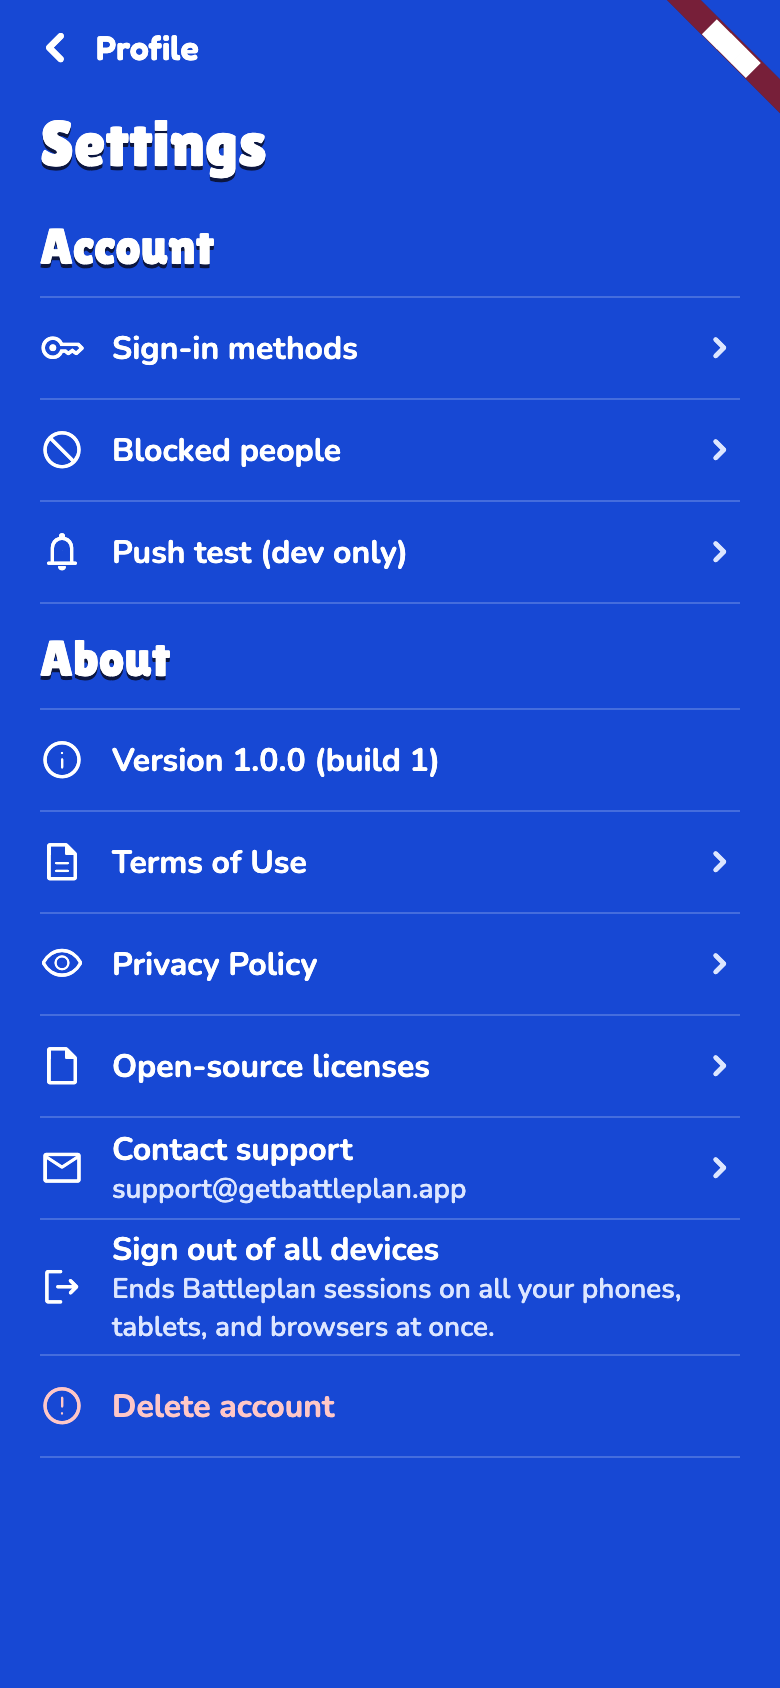 Profile
Settings
Account
Sign-in methods
Blocked people
Push test (dev only)
About
Version 1.0.0 (build 1)
Terms of Use
Privacy Policy
Open-source licenses
Contact support
support@getbattleplan.app
Sign out of all devices
Ends Battleplan sessions on all your phones,
tablets, and browsers at once.
Delete account